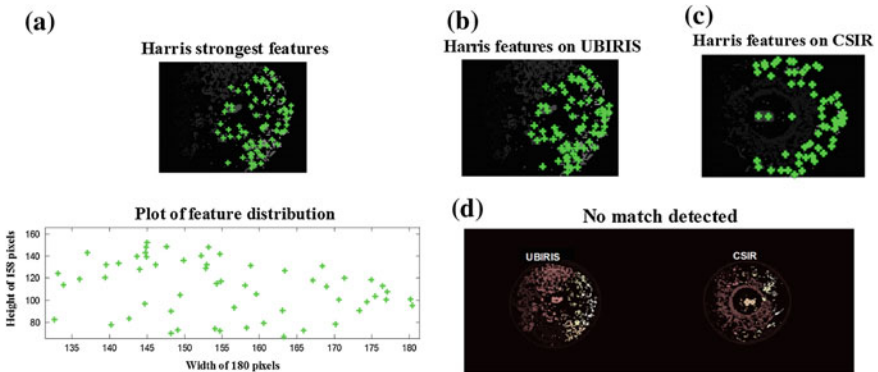 (a)
Harris strongest features
Plot of feature distribution
Height of 158 pixels
160
140
120
100
80
135 140 145 150 155 160 165 170 175 180
Width of 180 pixels
(b)
Harris features on UBIRIS
(c)
Harris features on CSIR
(d)
No match detected
UBIRIS
CSIR